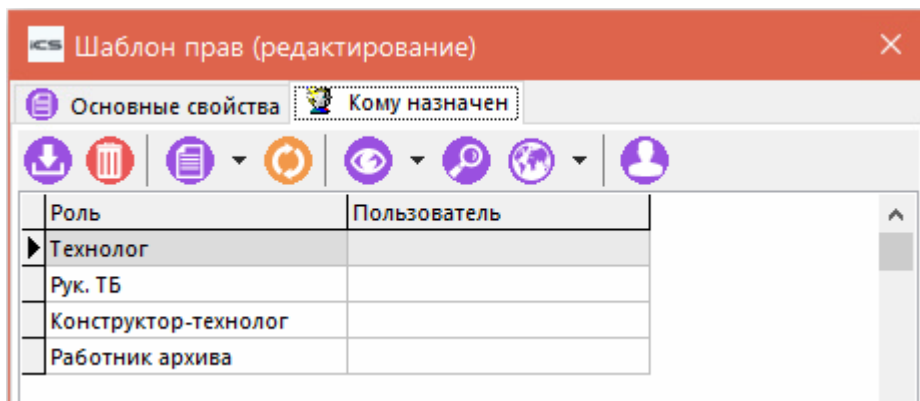 iCS Шаблон прав (редактирование)
Основные свойства Кому назначен
Роль Пользователь
Технолог
Рук. ТБ
Конструктор-технолог
Работник архива